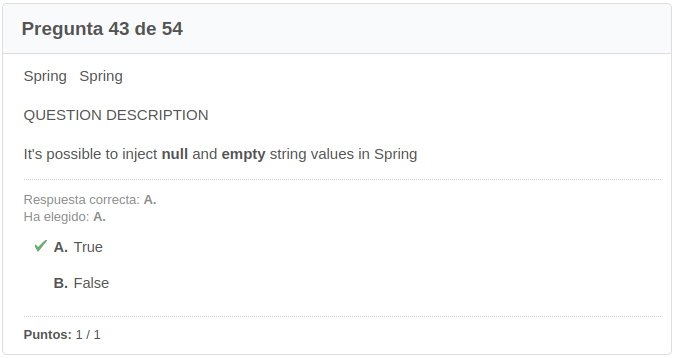 Pregunta 43 de 54
Spring Spring
QUESTION DESCRIPTION
It's possible to inject null and empty string values in Spring
Respuesta correcta: A.
Ha elegido: A.
✔ A. True
B. False
Puntos: 1 / 1